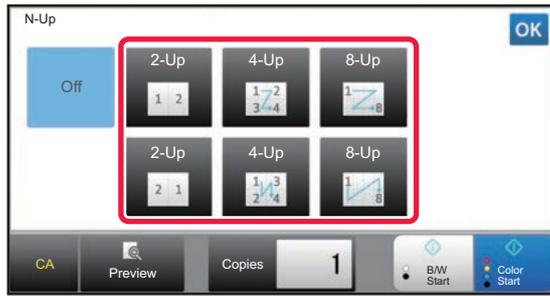 N-Up
OK
Off
2-Up
4-Up
8-Up
1 2
1 2
3 4
1
8
2-Up
4-Up
8-Up
2 1
1 3
2 4
1
8
CA
Preview
Copies
1
B/W
Start
Color
Start